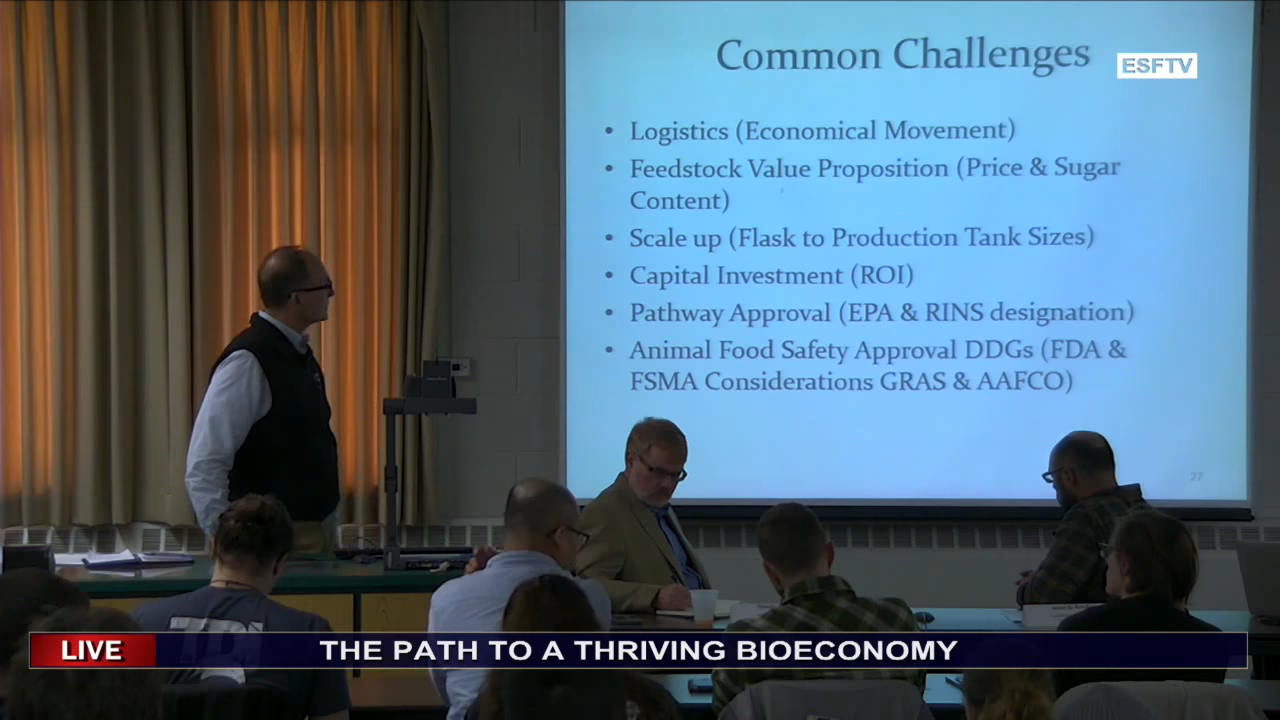 Common Challenges
ESFTV
• Logistics (Economical Movement)
• Feedstock Value Proposition (Price & Sugar
Content)
• Scale up (Flask to Production Tank Sizes)
• Capital Investment (ROI)
• Pathway Approval (EPA & RINS designation)
• Animal Food Safety Approval DDGs (FDA &
FSMA Considerations GRAS & AAFCO)
27
LIVE
THE PATH TO A THRIVING BIOECONOMY